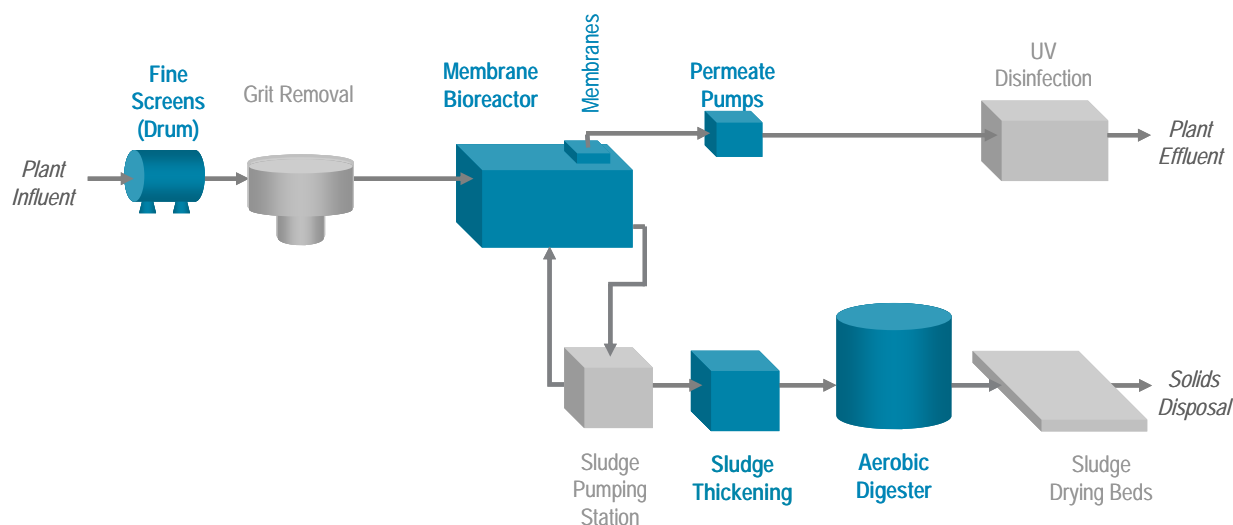 Fine
Screens
(Drum)
Grit Removal
Membrane
Bioreactor
Membranes
Permeate
Pumps
UV
Disinfection
Plant
Influent
Plant
Effluent
Sludge
Pumping
Station
Sludge
Thickening
Aerobic
Digester
Sludge
Drying Beds
Solids
Disposal